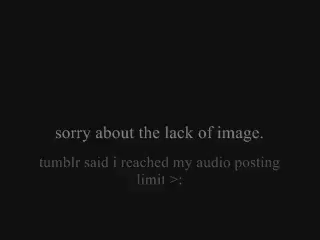 sorry about the lack of image.
tumblr said i reached my audio posting
limit >: